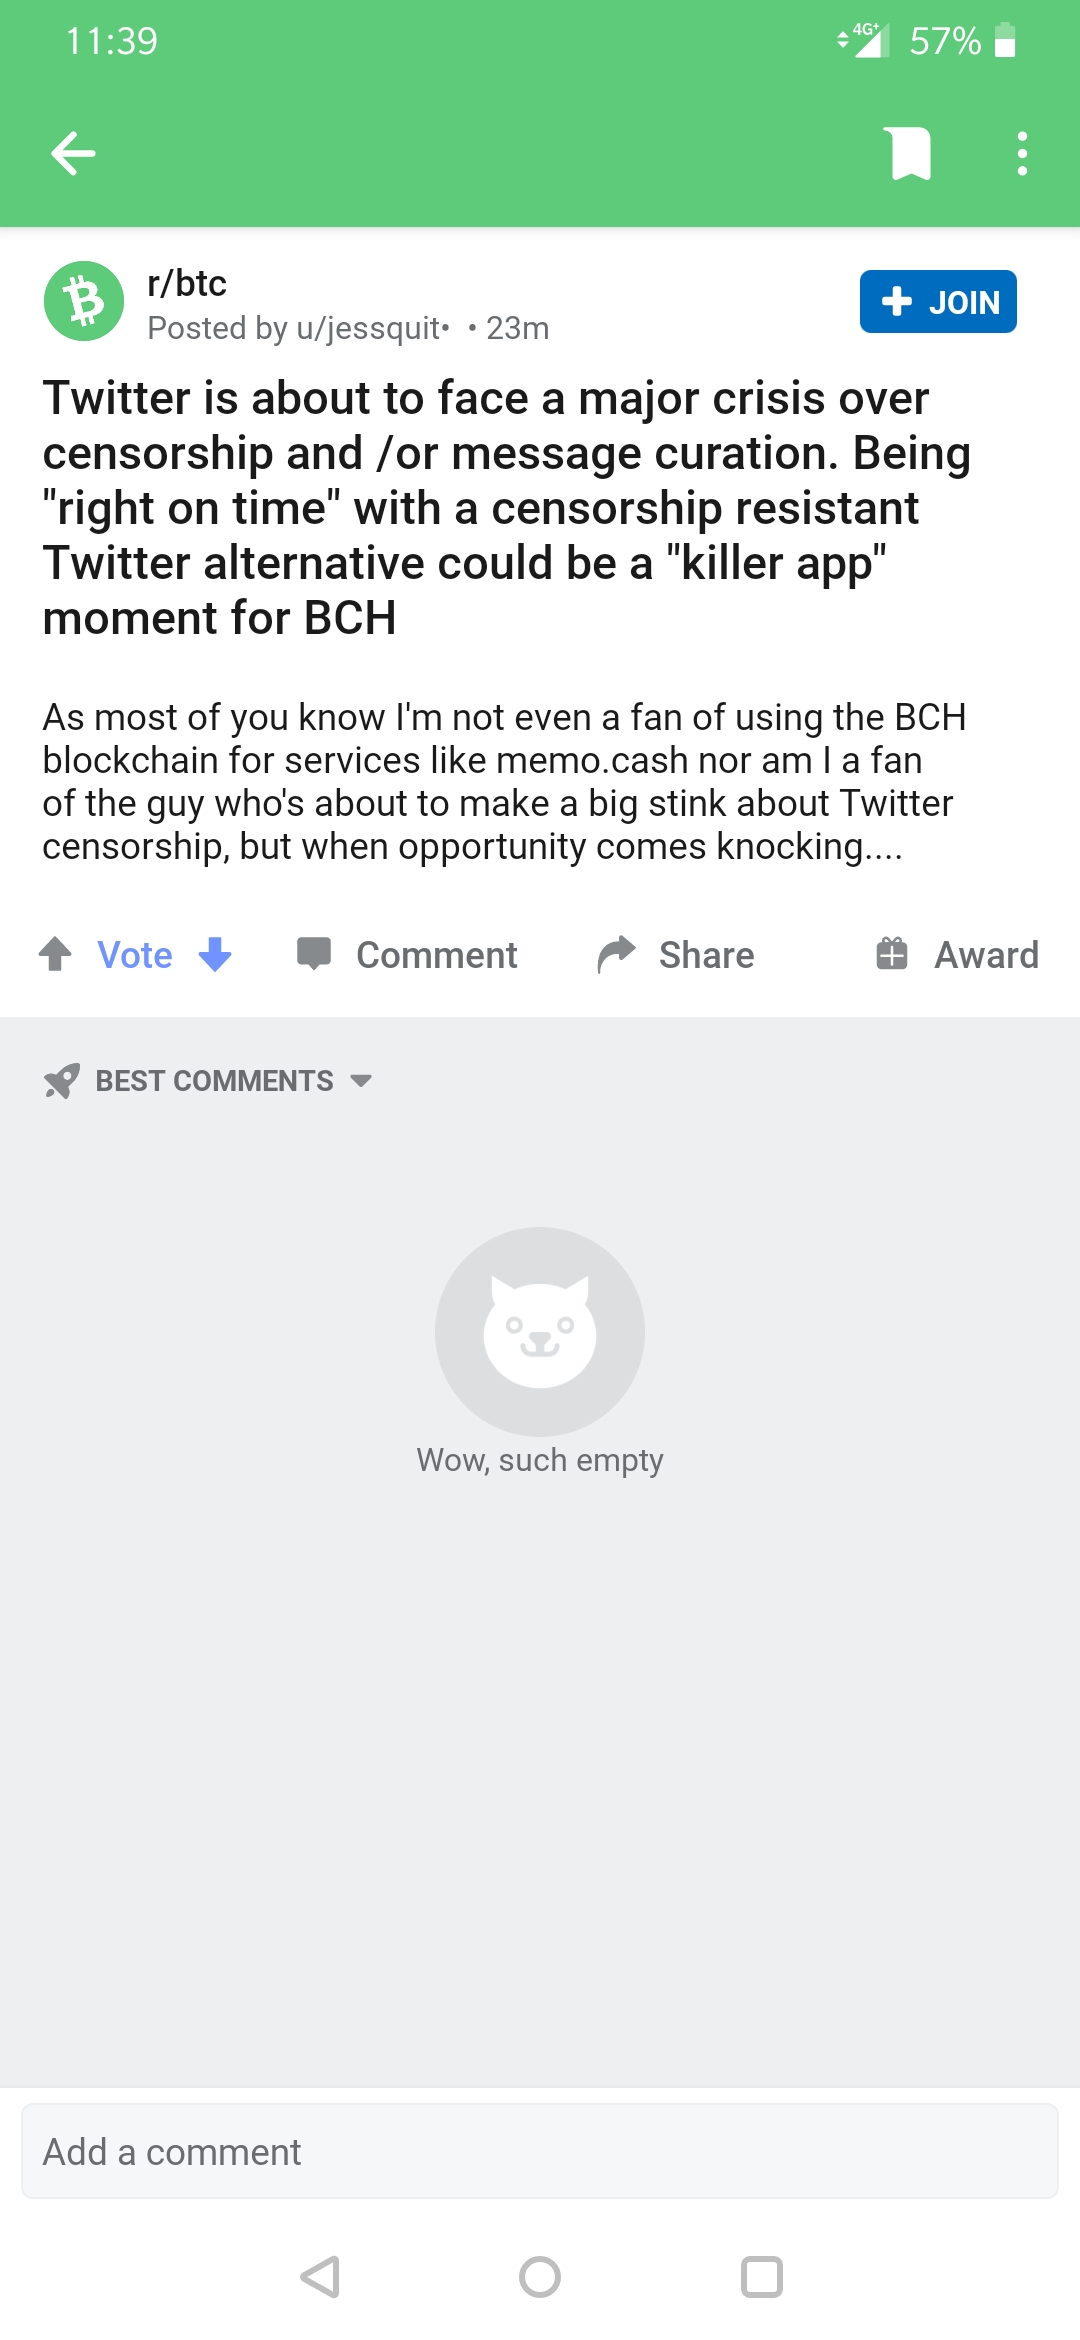 11:39
4G+ 57%
r/btc
Posted by u/jessquit• • 23m
JOIN
Twitter is about to face a major crisis over
censorship and /or message curation. Being
"right on time" with a censorship resistant
Twitter alternative could be a "killer app"
moment for BCH
As most of you know I'm not even a fan of using the BCH
blockchain for services like memo.cash nor am I a fan
of the guy who's about to make a big stink about Twitter
censorship, but when opportunity comes knocking....
Vote Comment Share Award
BEST COMMENTS
Wow, such empty
Add a comment